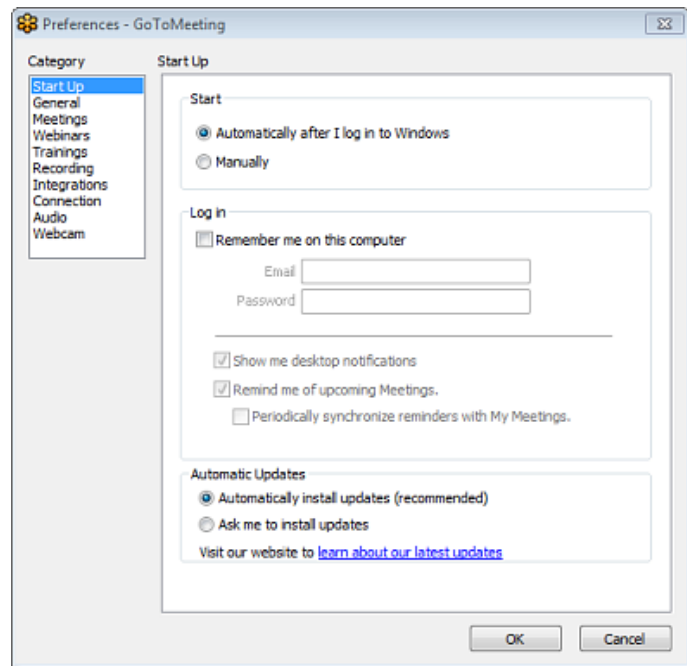 Preferences - GoToMeeting
Category
Start Up
General
Meetings
Webinars
Trainings
Recording
Integrations
Connection
Audio
Webcam
Start Up
Start
Automatically after I log in to Windows
Manually
Log in
Remember me on this computer
Email
Password
Show me desktop notifications
Remind me of upcoming Meetings.
Periodically synchronize reminders with My Meetings.
Automatic Updates
Automatically install updates (recommended)
Ask me to install updates
Visit our website to learn about our latest updates
OK
Cancel